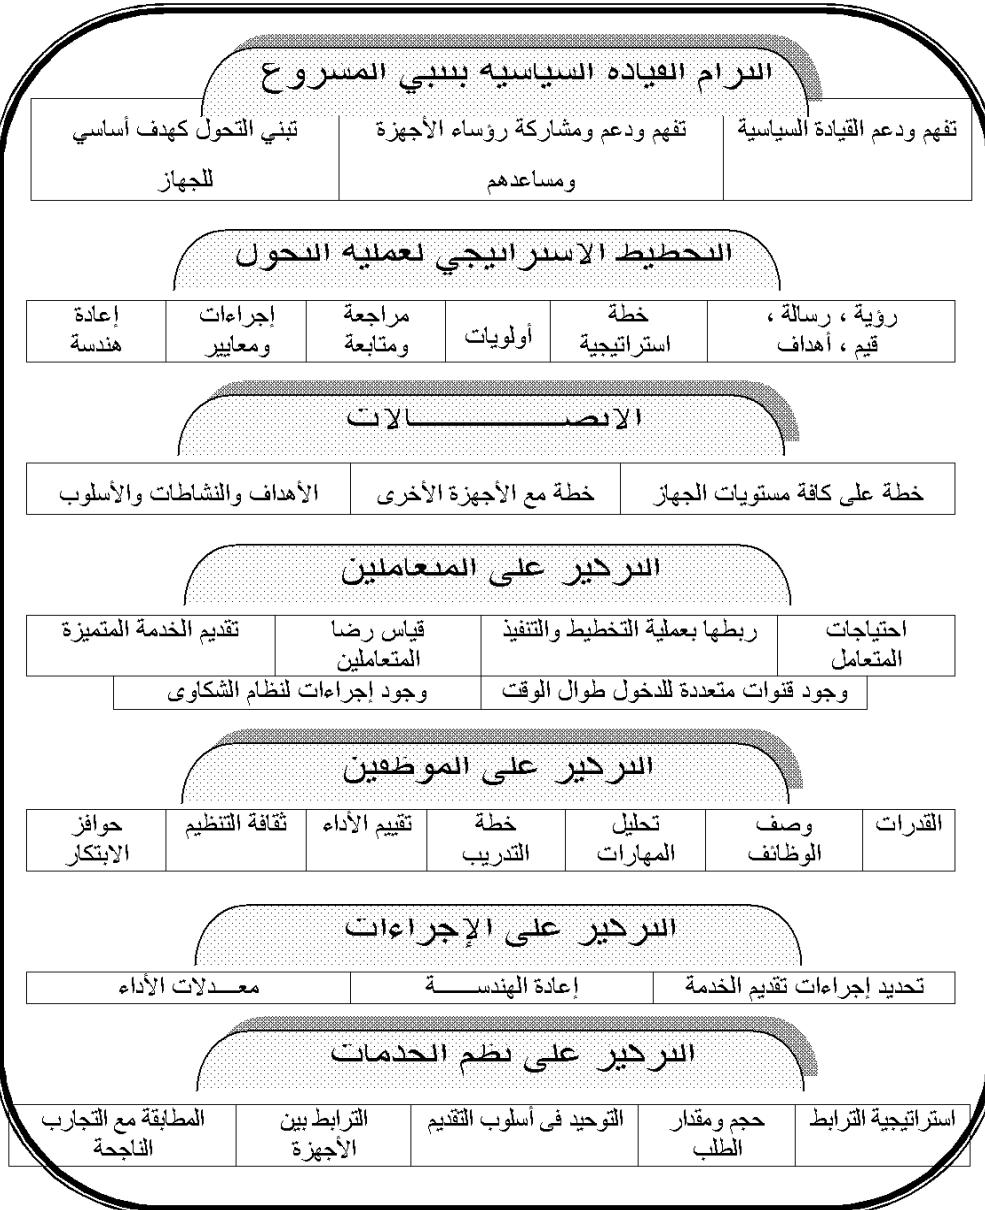 التزام القيادة السياسية بتبني المشروع
تفهم ودعم القيادة السياسية
تفهم ودعم ومشاركة رؤساء الأجهزة
ومساعدهم
تبني التحول كهدف أساسي
للجهاز
التخطيط الاستراتيجي لعملية التحول
رؤية ، رسالة ،
قيم ، أهداف
خطة
استراتيجية
أولويات
مراجعة
ومتابعة
إجراءات
ومعايير
إعادة
هندسة
الاتصـــــــــالات
خطة على كافة مستويات الجهاز
خطة مع الأجهزة الأخرى
الأهداف والنشاطات والأسلوب
التركيز على المتعاملين
احتياجات
المتعامل
ربطها بعملية التخطيط والتنفيذ
قياس رضا
المتعاملين
تقديم الخدمة المتميزة
وجود قنوات متعددة للدخول طوال الوقت
وجود إجراءات لنظام الشكاوى
التركيز على الموظفين
القدرات
وصف
الوظائف
تحليل
المهارات
خطة
التدريب
تقييم الأداء
ثقافة التنظيم
حوافز
الابتكار
التركيز على الإجراءات
تحديد إجراءات تقديم الخدمة
إعادة الهندســـــة
معـــدلات الأداء
التركيز على نظم الخدمات
استراتيجية الترابط
حجم ومقدار
الطلب
التوحيد فى أسلوب التقديم
الترابط بين
الأجهزة
المطابقة مع التجارب
الناجحة